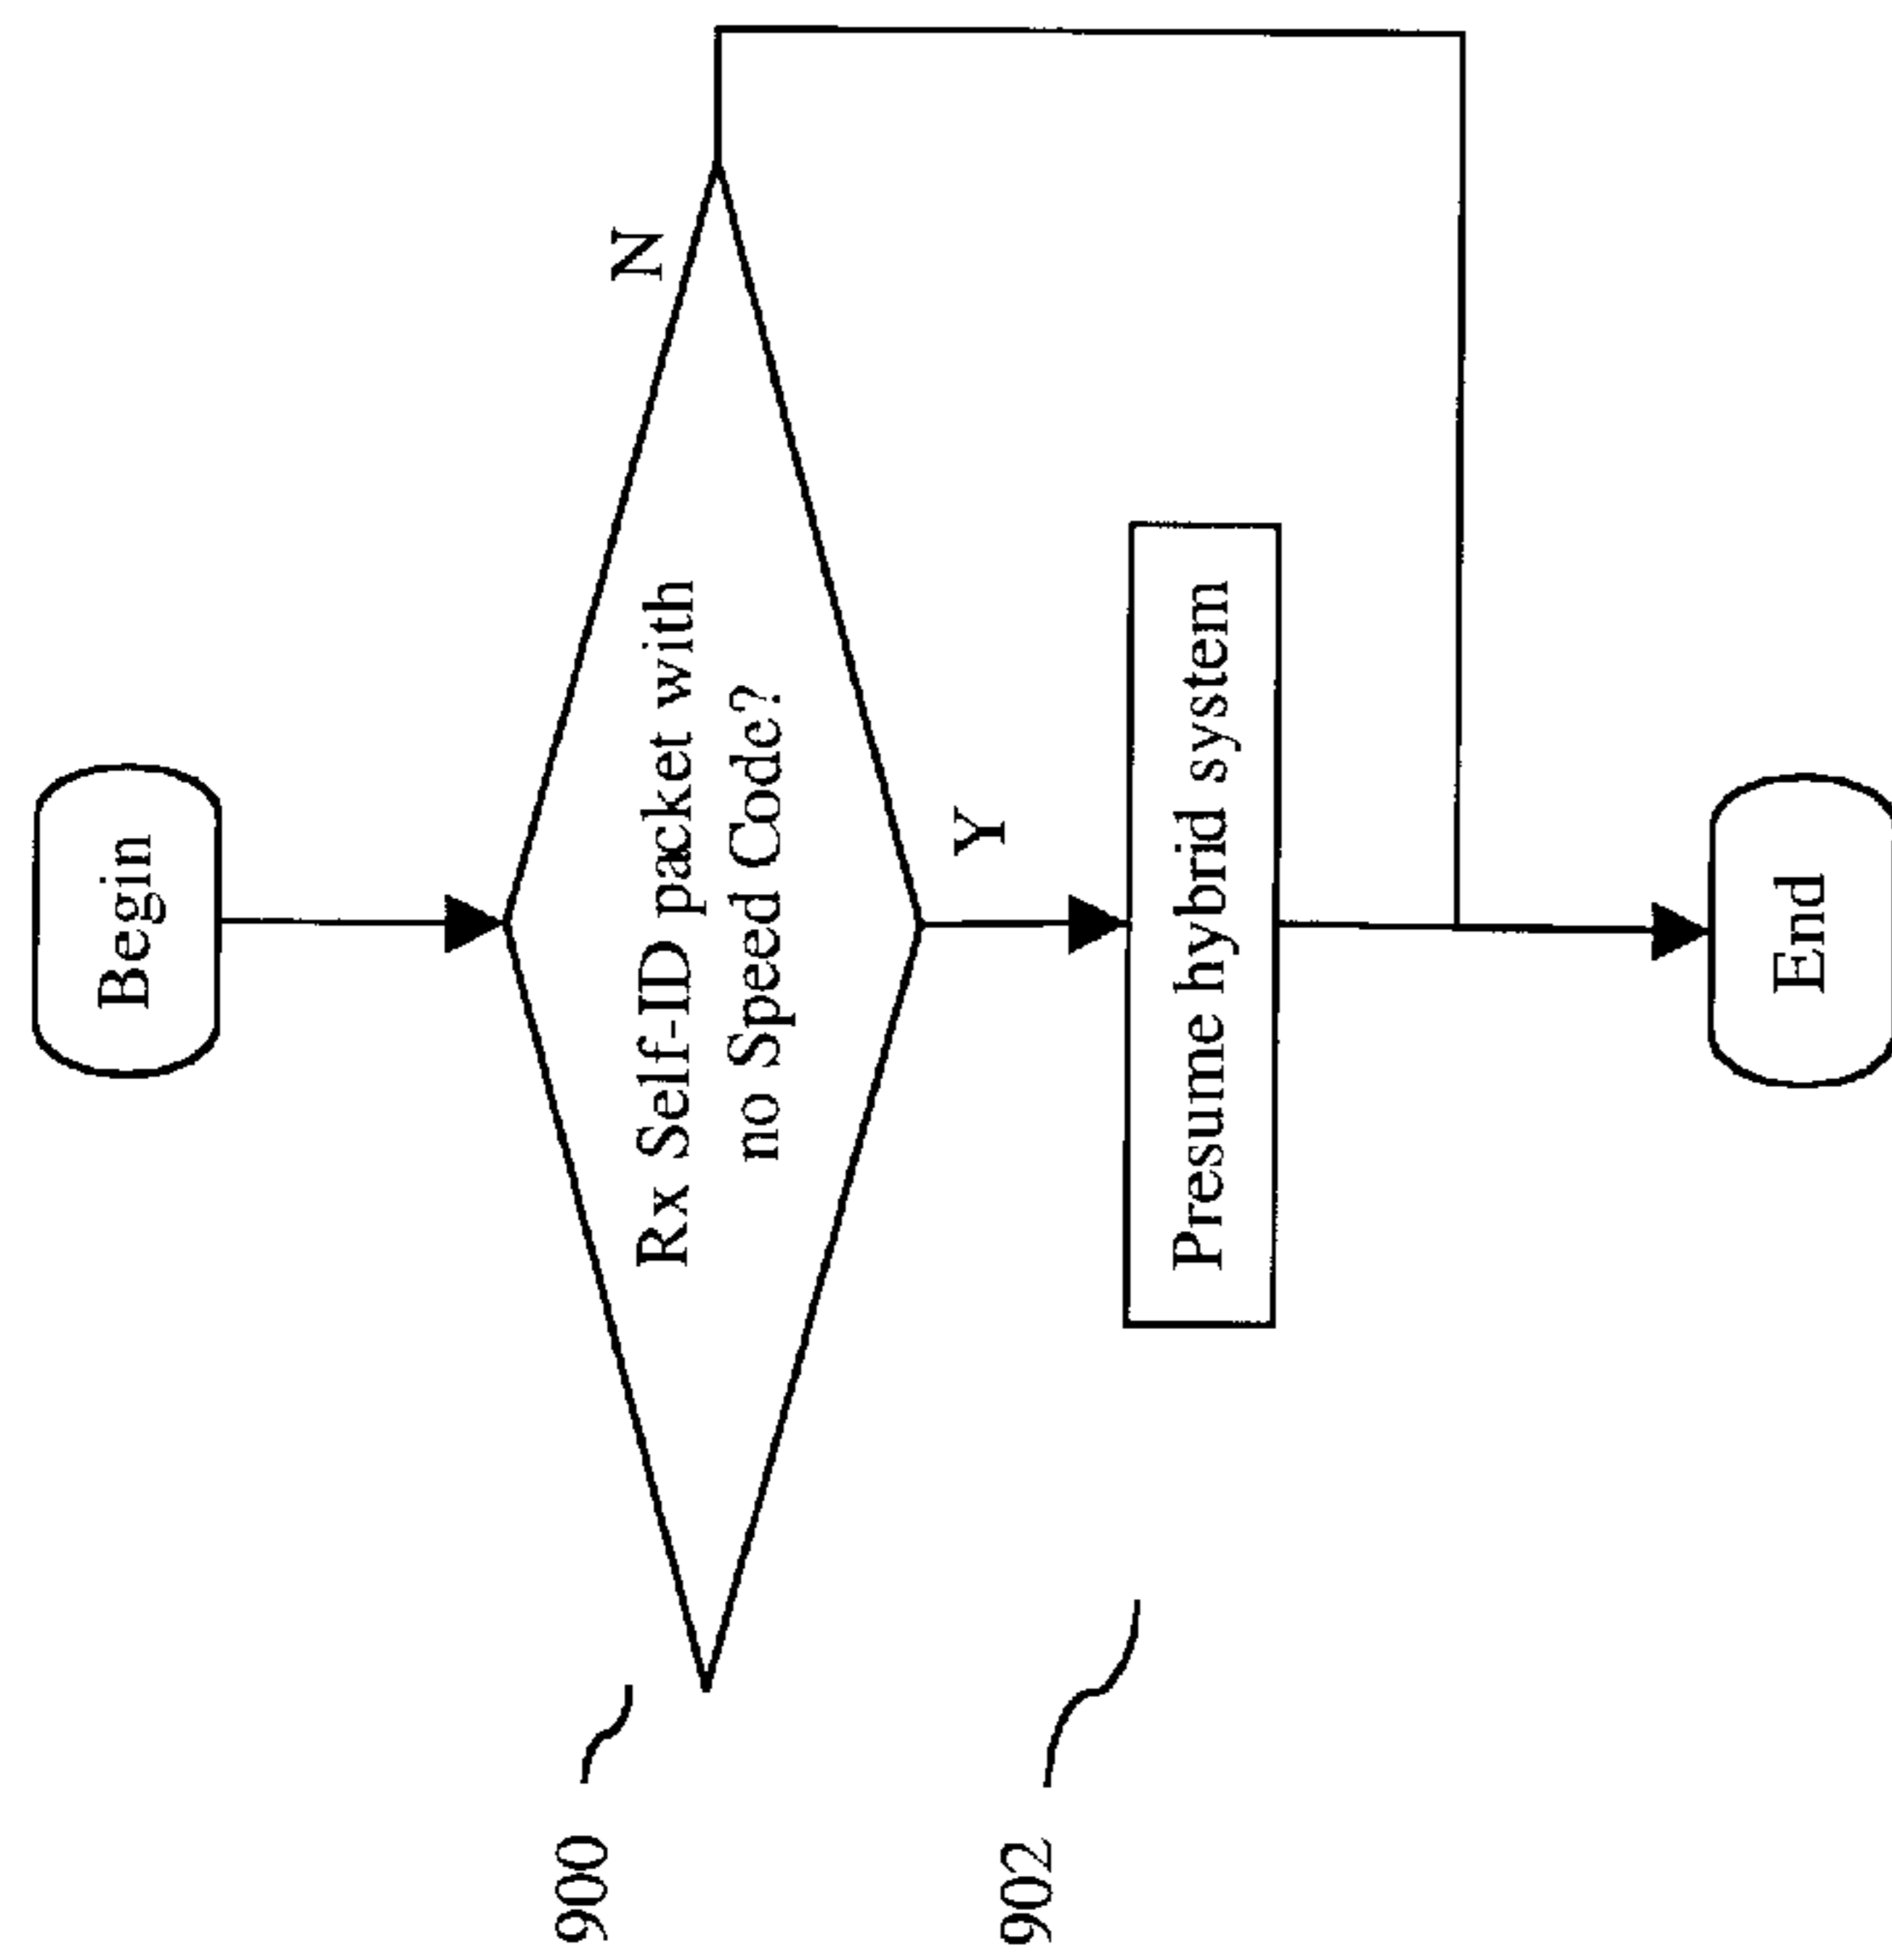 Begin
900
Rx Self-ID packet with
no Speed Code?
N
Y
902
Presume hybrid system
End